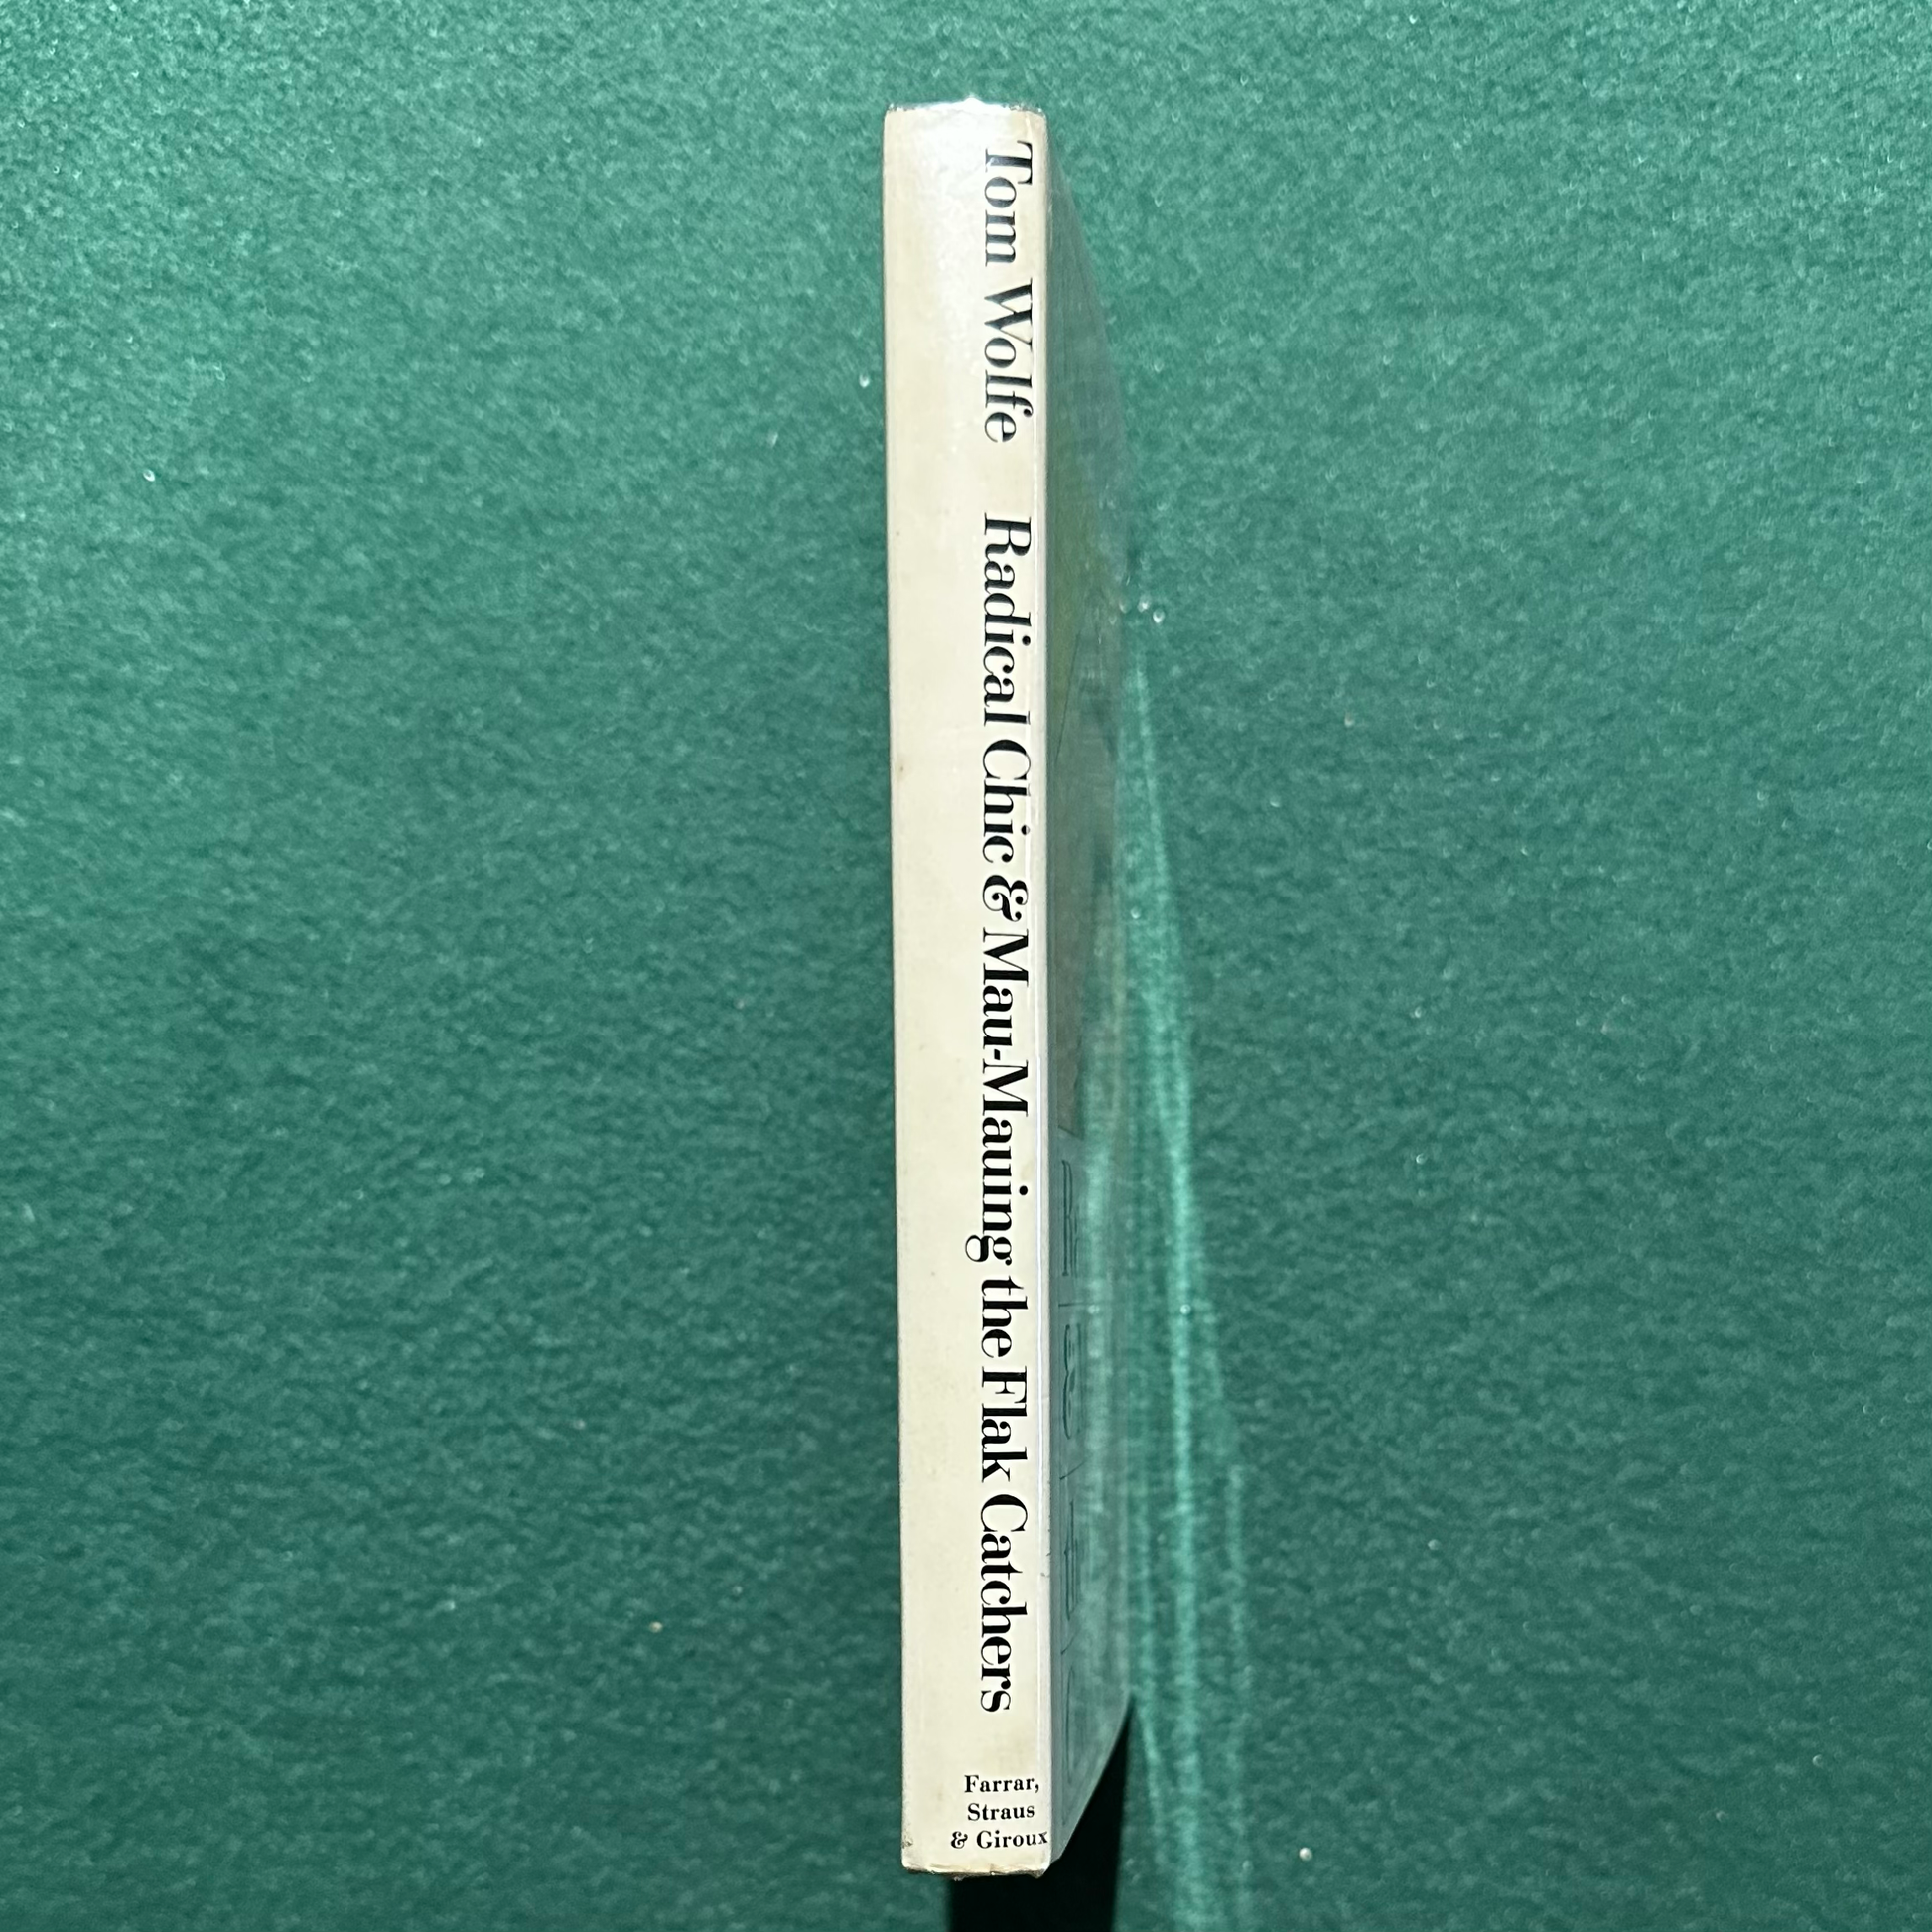 Tom Wolfe Radical Chic & Mau-Mauing the Flak Catchers
Farrar,
Straus
& Giroux